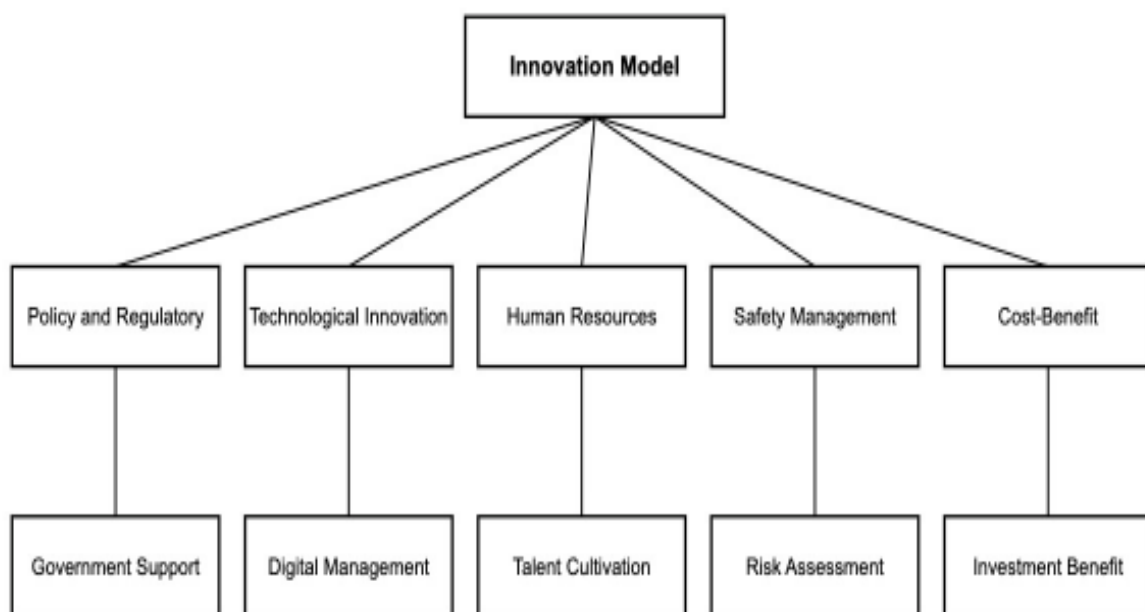 Innovation Model
Policy and Regulatory
Technological Innovation
Human Resources
Safety Management
Cost-Benefit
Government Support
Digital Management
Talent Cultivation
Risk Assessment
Investment Benefit